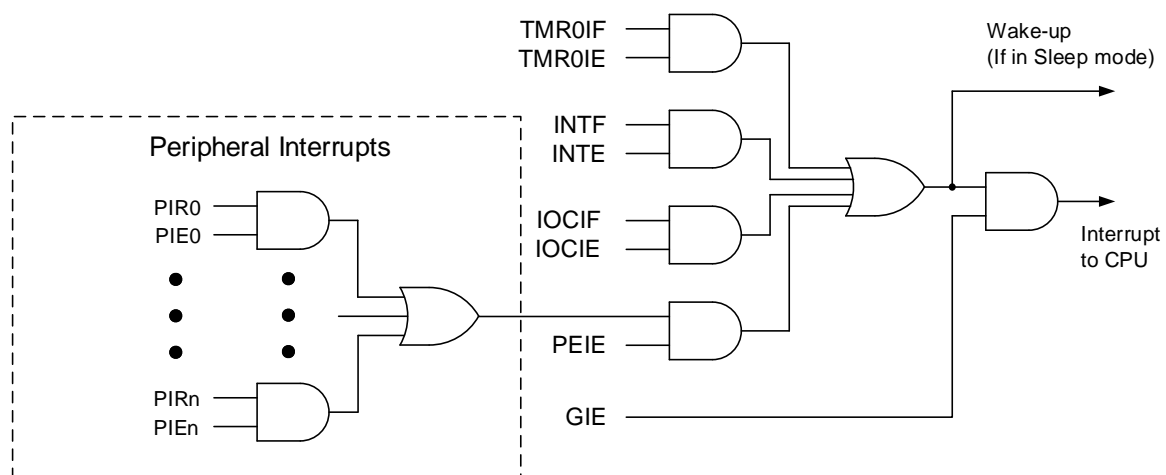 TMR0IF
TMR0IE
Wake-up
(If in Sleep mode)
INTF
INTE
Peripheral Interrupts
PIR0
PIE0
IOCIF
IOCIE
Interrupt
to CPU
PEIE
PIRn
PIEn
GIE